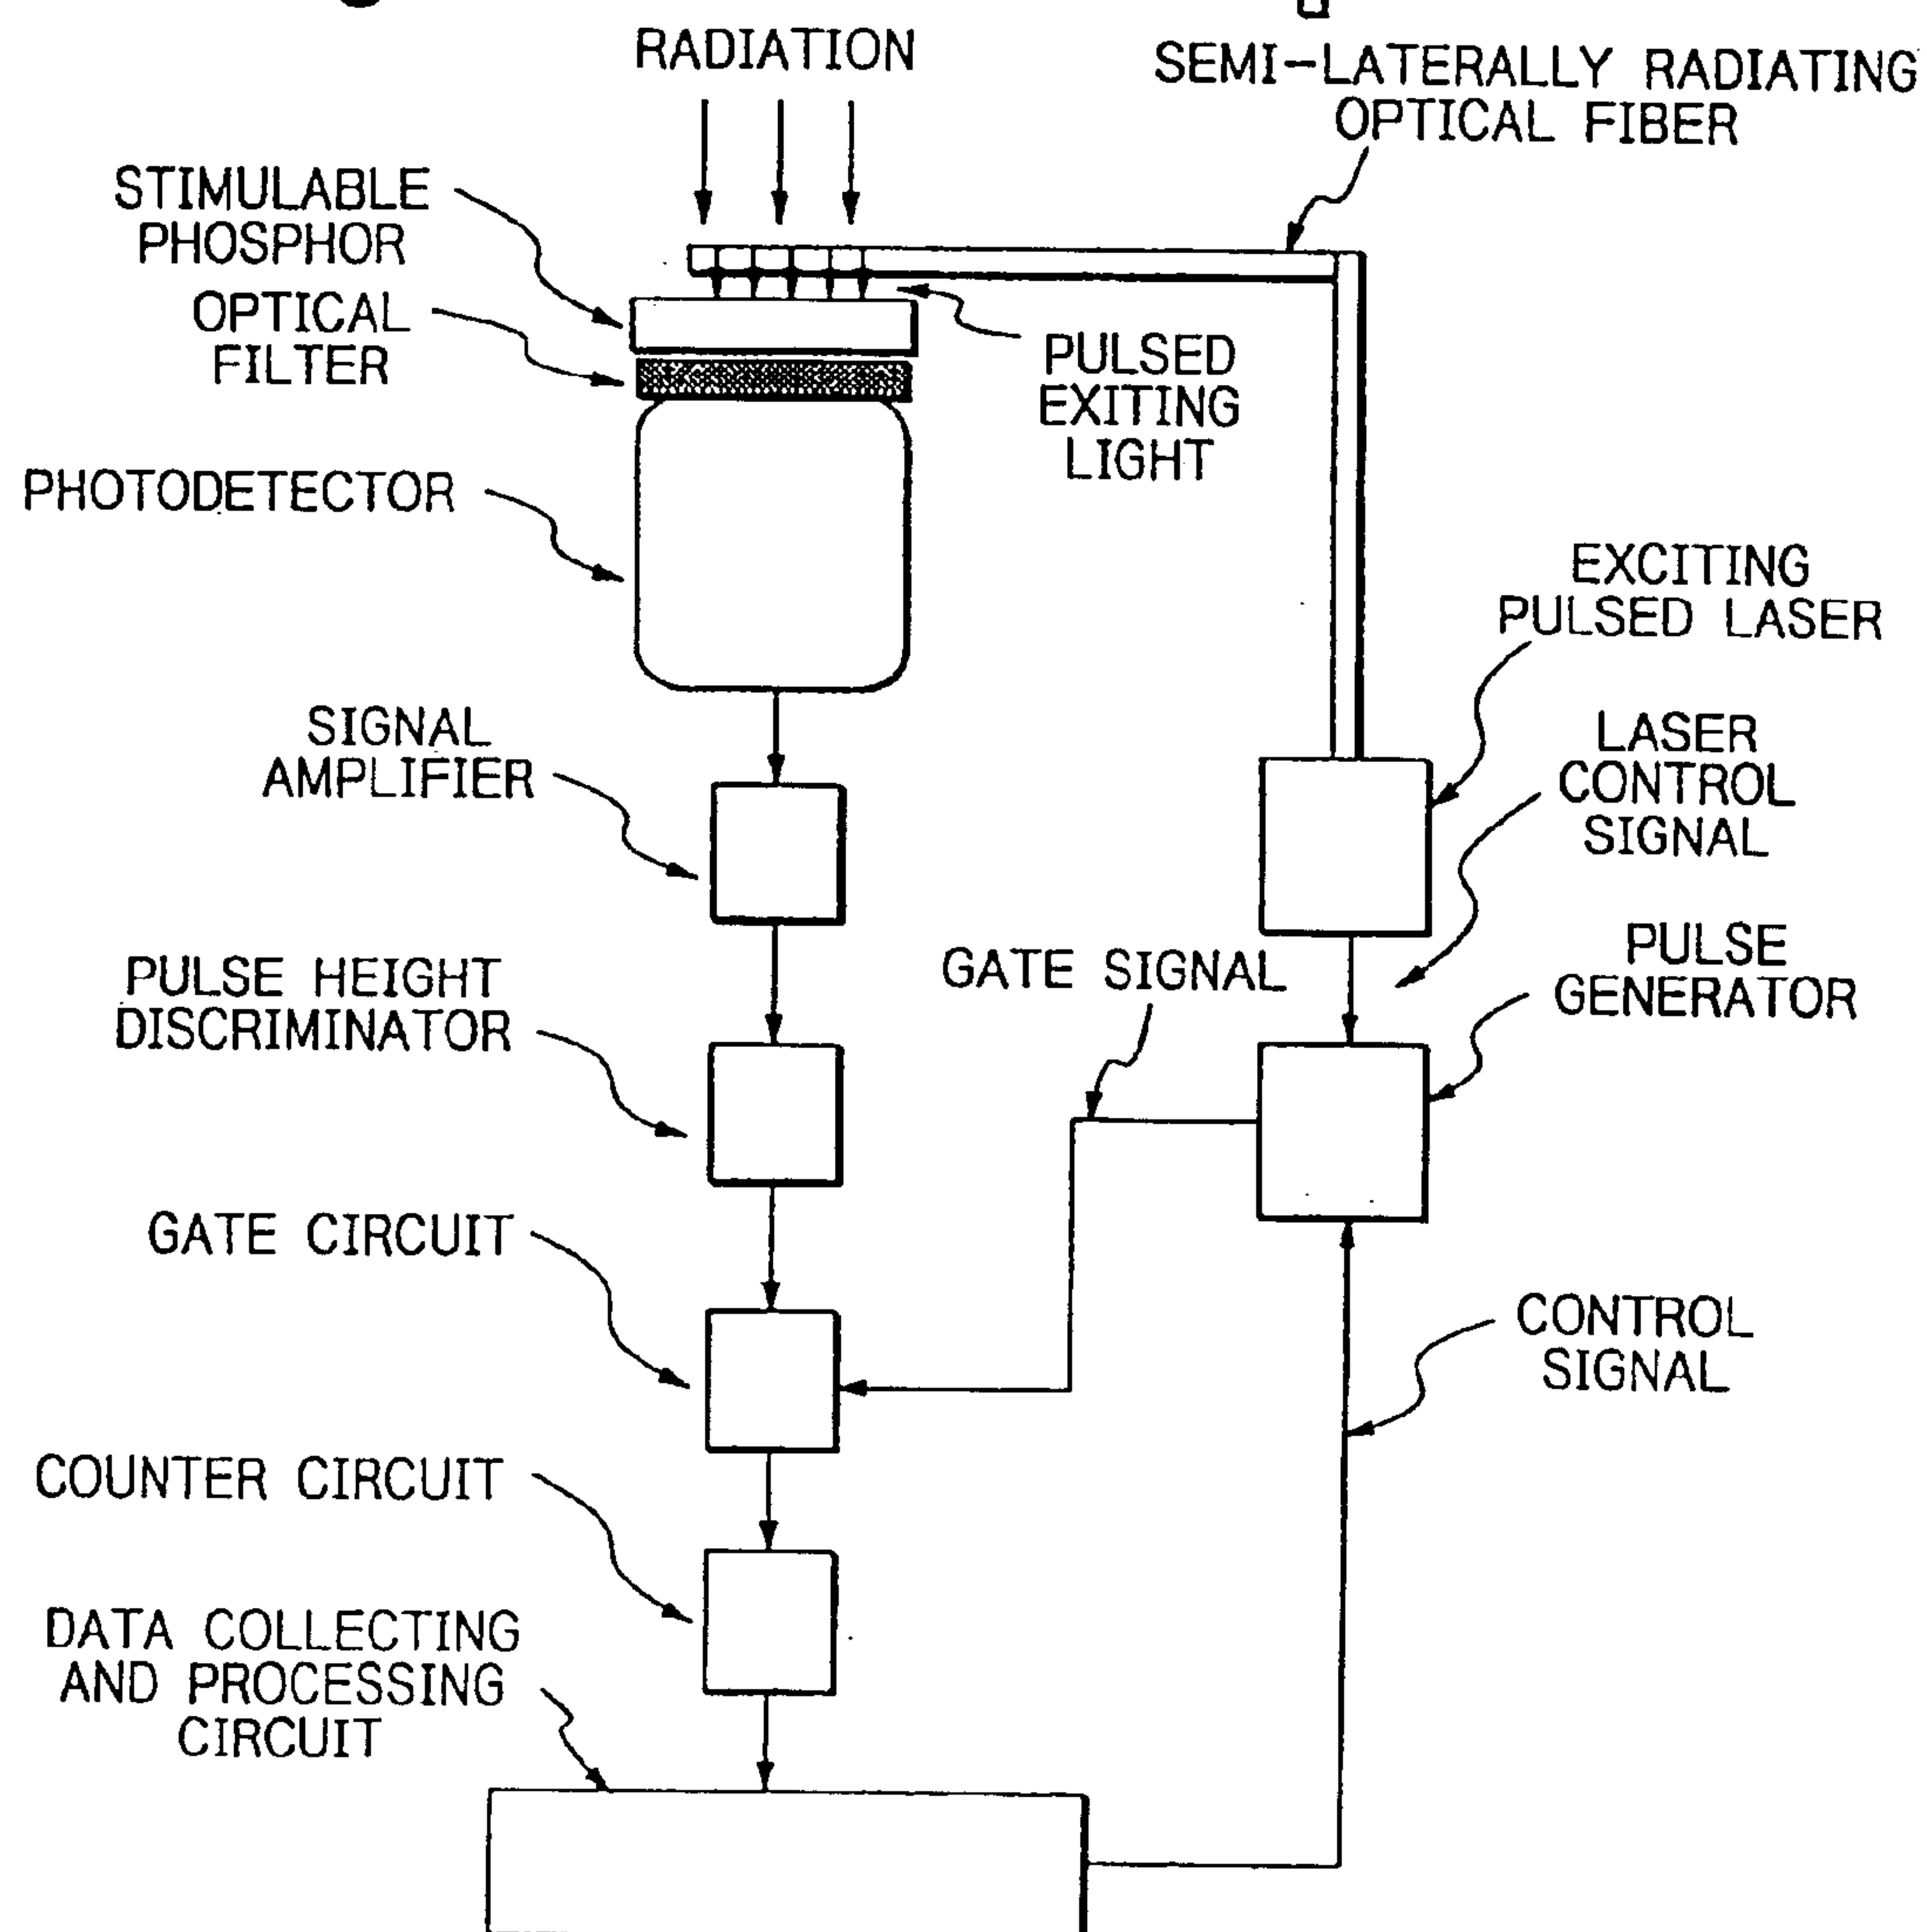 RADIATION
SEMI-LATERALLY RADIATING
OPTICAL FIBER
STIMULABLE
PHOSPHOR
OPTICAL
FILTER
PULSED
EXITING
LIGHT
PHOTODETECTOR
EXCITING
PULSED LASER
SIGNAL
AMPLIFIER
LASER
CONTROL
SIGNAL
PULSE HEIGHT
DISCRIMINATOR
GATE SIGNAL
PULSE
GENERATOR
GATE CIRCUIT
CONTROL
SIGNAL
COUNTER CIRCUIT
DATA COLLECTING
AND PROCESSING
CIRCUIT